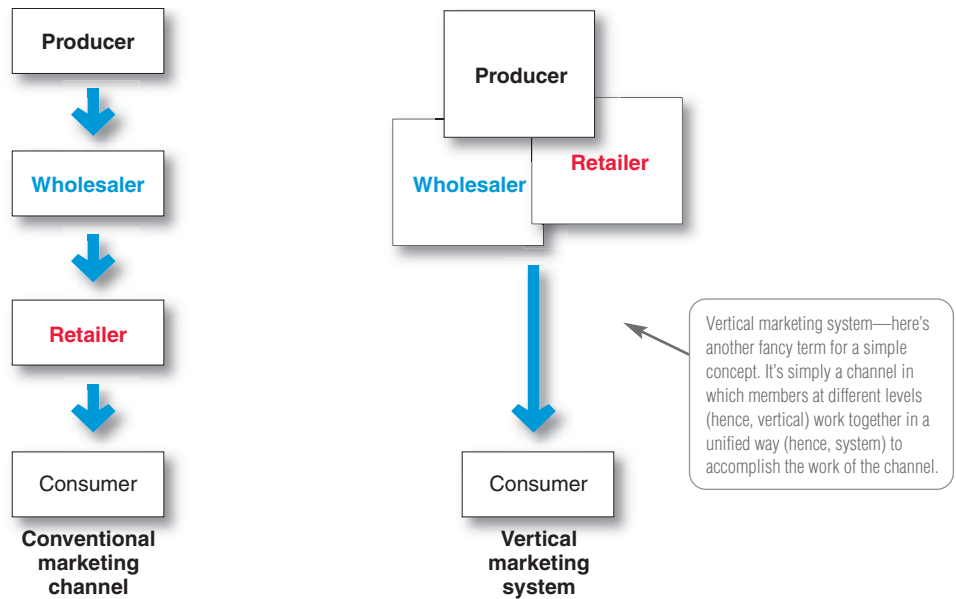 Producer
Wholesaler
Retailer
Consumer
Conventional
marketing
channel
Producer
Wholesaler
Retailer
Consumer
Vertical
marketing
system
Vertical marketing system—here's
another fancy term for a simple
concept. It's simply a channel in
which members at different levels
(hence, vertical) work together in a
unified way (hence, system) to
accomplish the work of the channel.